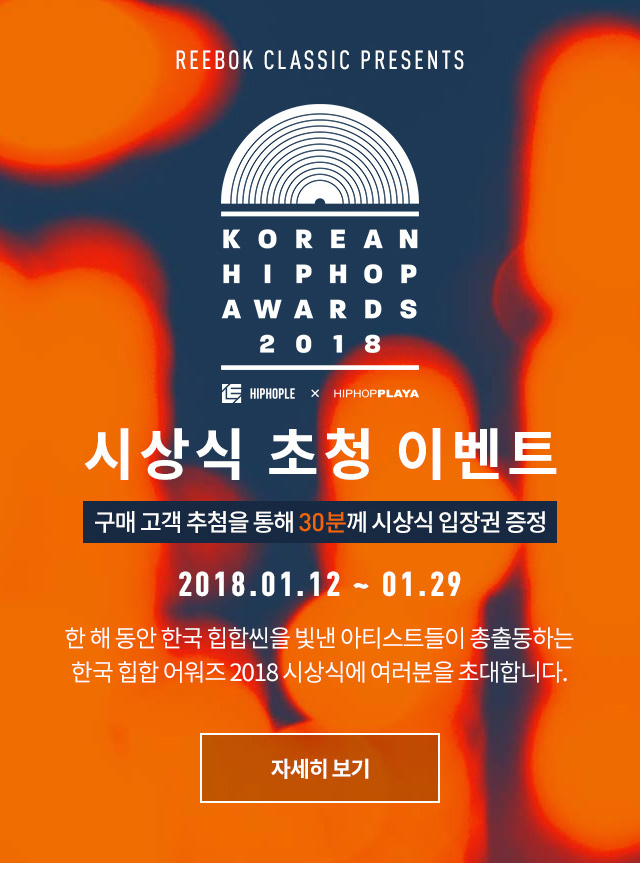 REEBOK CLASSIC PRESENTS
KOREAN
HIPHOP
AWARDS
2018
HIPHOPLE × HIPHOPPLAYA
시상식 초청 이벤트
구매 고객 추첨을 통해 30분께 시상식 입장권 증정
2018.01.12 ~ 01.29
한 해 동안 한국 힙합씬을 빛낸 아티스트들이 총출동하는
한국 힙합 어워즈 2018 시상식에 여러분을 초대합니다.
자세히 보기